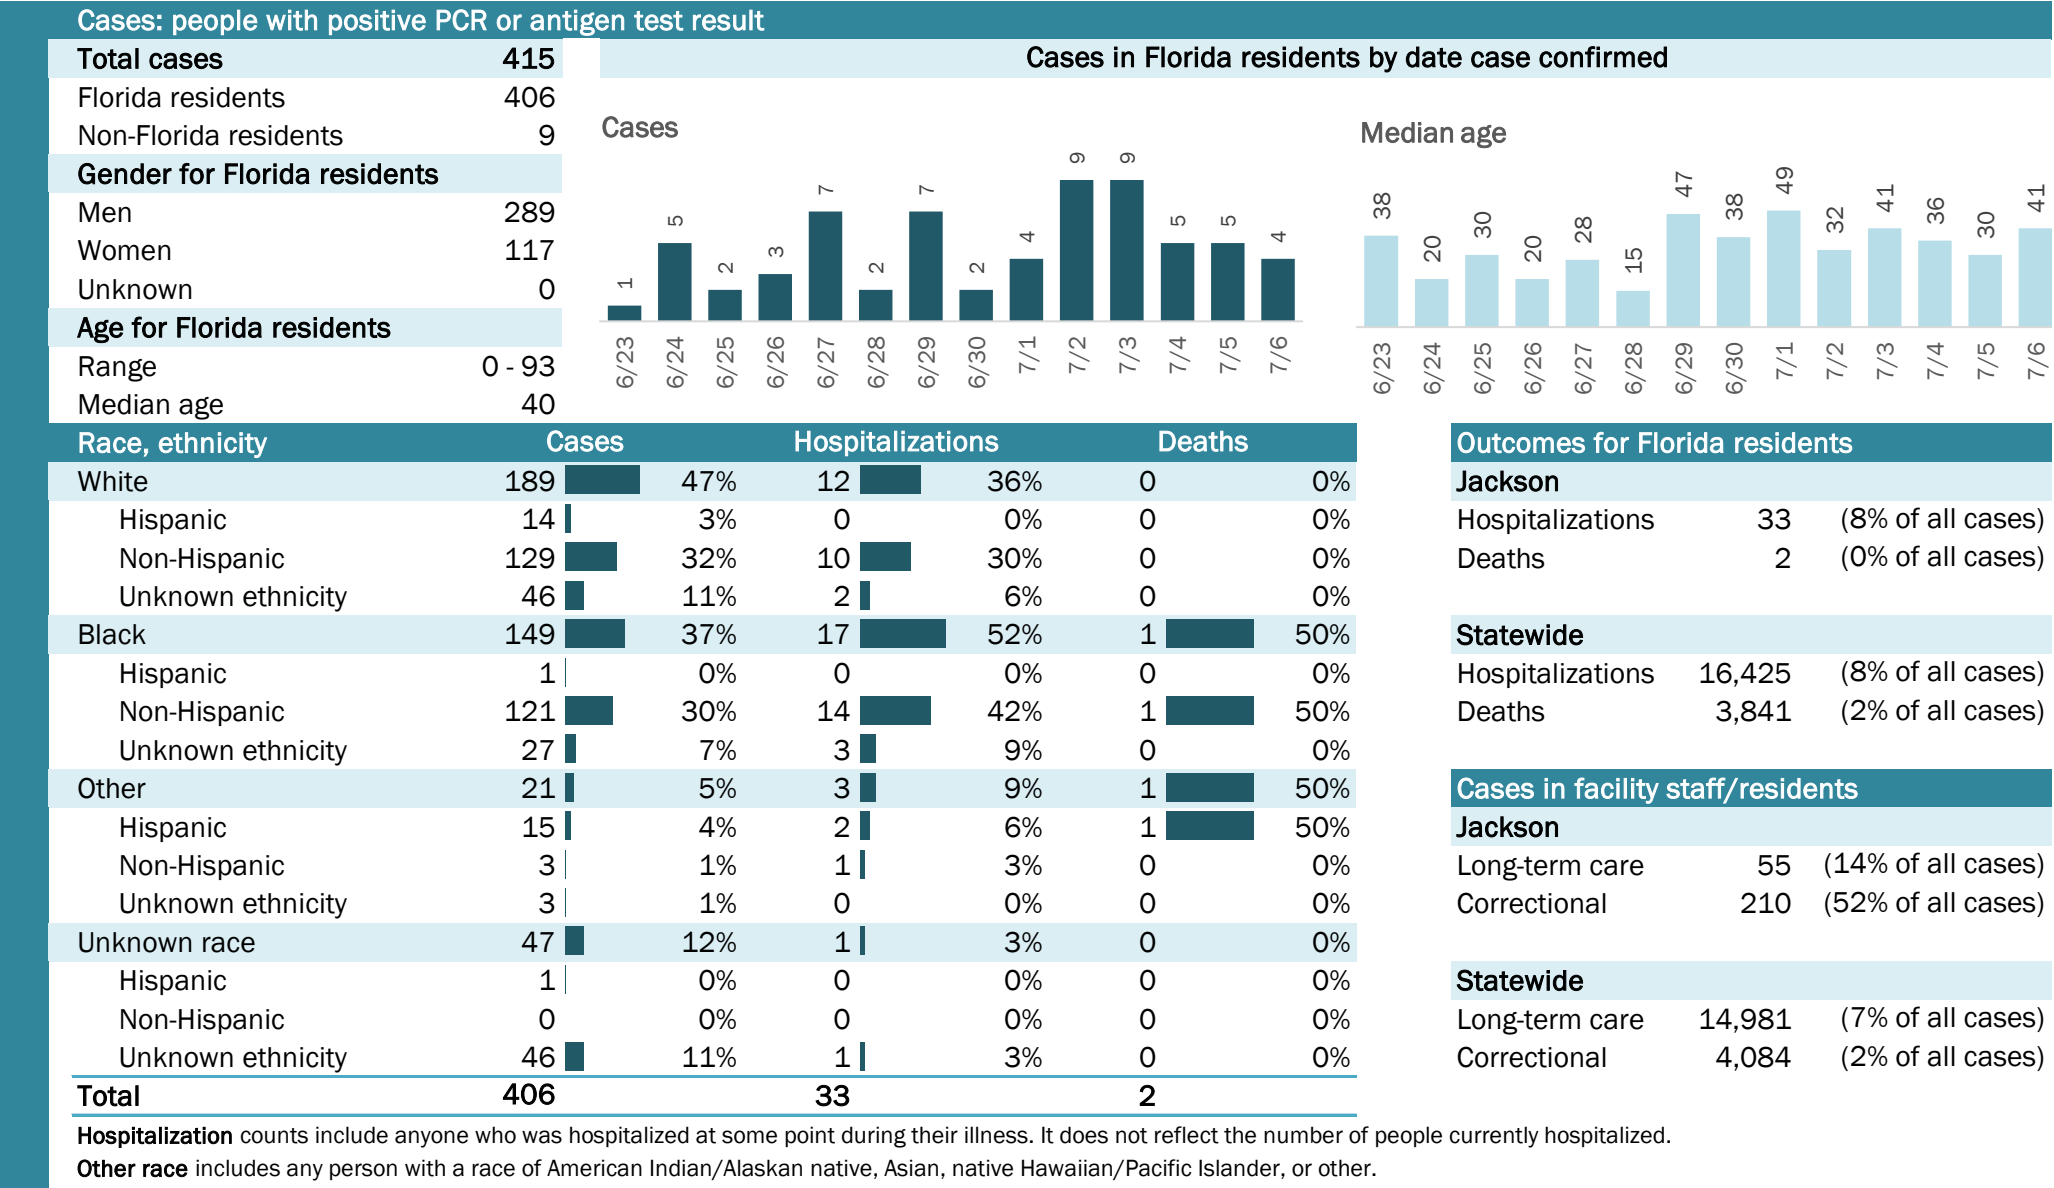 Cases: people with positive PCR or antigen test result
Total cases 415
Florida residents 406
Non-Florida residents 9
Gender for Florida residents
Men 289
Women 117
Unknown 0
Age for Florida residents
Range 0 - 93
Median age 40
Cases in Florida residents by date case confirmed
Cases
1 5 2 3 7 2 7 2 4 9 9 5 5 4
6/23 6/24 6/25 6/26 6/27 6/28 6/29 6/30 7/1 7/2 7/3 7/4 7/5 7/6
Median age
38 20 30 20 28 15 47 38 49 32 41 36 30 41
6/23 6/24 6/25 6/26 6/27 6/28 6/29 6/30 7/1 7/2 7/3 7/4 7/5 7/6
Race, ethnicity Cases Hospitalizations Deaths
White 189 47% 12 36% 0 0%
Hispanic 14 3% 0 0% 0 0%
Non-Hispanic 129 32% 10 30% 0 0%
Unknown ethnicity 46 11% 2 6% 0 0%
Black 149 37% 17 52% 1 50%
Hispanic 1 0% 0 0% 0 0%
Non-Hispanic 121 30% 14 42% 1 50%
Unknown ethnicity 27 7% 3 9% 0 0%
Other 21 5% 3 9% 1 50%
Hispanic 15 4% 2 6% 1 50%
Non-Hispanic 3 1% 1 3% 0 0%
Unknown ethnicity 3 1% 0 0% 0 0%
Unknown race 47 12% 1 3% 0 0%
Hispanic 1 0% 0 0% 0 0%
Non-Hispanic 0 0% 0 0% 0 0%
Unknown ethnicity 46 11% 1 3% 0 0%
Total 406 33 2
Outcomes for Florida residents
Jackson
Hospitalizations 33 (8% of all cases)
Deaths 2 (0% of all cases)
Statewide
Hospitalizations 16,425 (8% of all cases)
Deaths 3,841 (2% of all cases)
Cases in facility staff/residents
Jackson
Long-term care 55 (14% of all cases)
Correctional 210 (52% of all cases)
Statewide
Long-term care 14,981 (7% of all cases)
Correctional 4,084 (2% of all cases)
Hospitalization counts include anyone who was hospitalized at some point during their illness. It does not reflect the number of people currently hospitalized.
Other race includes any person with a race of American Indian/Alaskan native, Asian, native Hawaiian/Pacific Islander, or other.